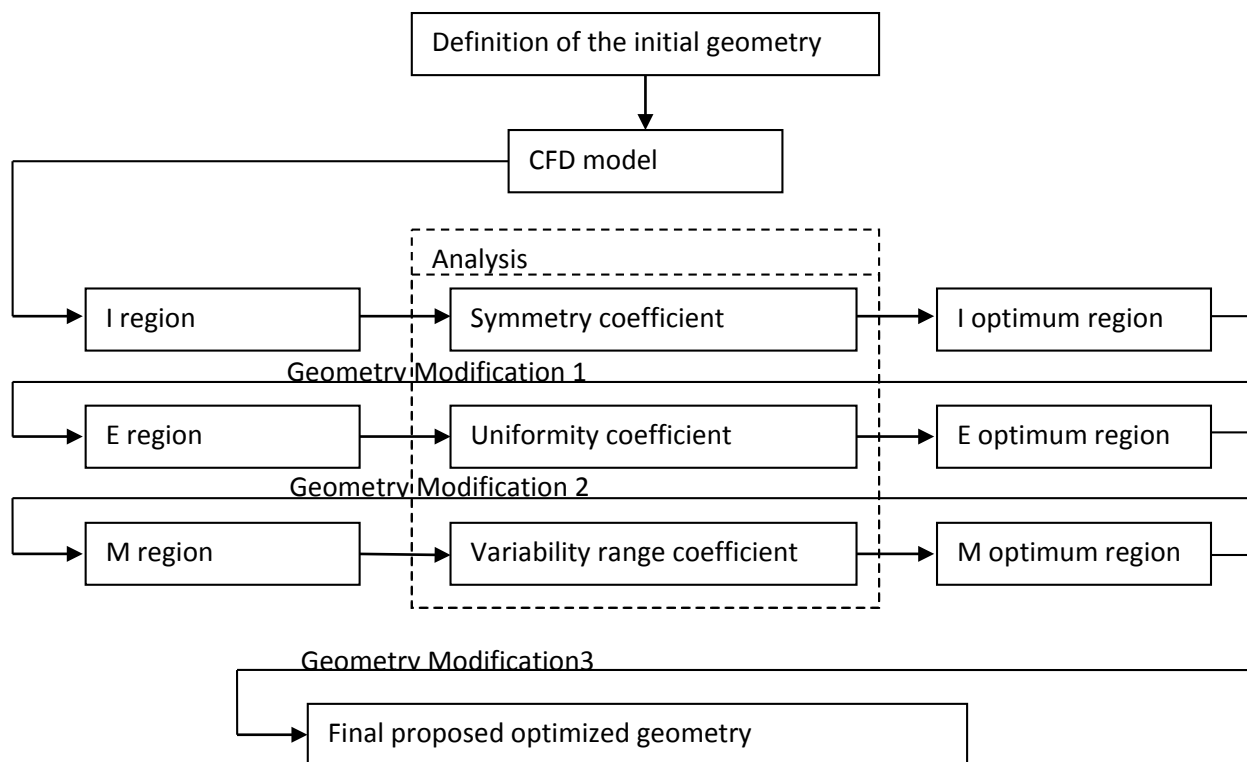 Definition of the initial geometry
CFD model
Analysis
I region
Symmetry coefficient
I optimum region
Geometry Modification 1
E region
Uniformity coefficient
E optimum region
Geometry Modification 2
M region
Variability range coefficient
M optimum region
Geometry Modification3
Final proposed optimized geometry